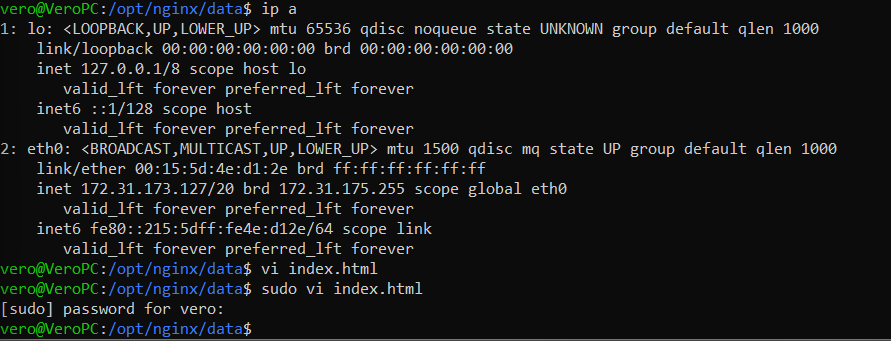 vero@VeroPC:/opt/nginx/data$ ip a
1: lo: <LOOPBACK,UP,LOWER_UP> mtu 65536 qdisc noqueue state UNKNOWN group default qlen 1000
    link/loopback 00:00:00:00:00:00 brd 00:00:00:00:00:00
    inet 127.0.0.1/8 scope host lo
       valid_lft forever preferred_lft forever
    inet6 ::1/128 scope host
       valid_lft forever preferred_lft forever
2: eth0: <BROADCAST,MULTICAST,UP,LOWER_UP> mtu 1500 qdisc mq state UP group default qlen 1000
    link/ether 00:15:5d:4e:d1:2e brd ff:ff:ff:ff:ff:ff
    inet 172.31.173.127/20 brd 172.31.175.255 scope global eth0
       valid_lft forever preferred_lft forever
    inet6 fe80::215:5dff:fe4e:d12e/64 scope link
       valid_lft forever preferred_lft forever
vero@VeroPC:/opt/nginx/data$ vi index.html
vero@VeroPC:/opt/nginx/data$ sudo vi index.html
[sudo] password for vero:
vero@VeroPC:/opt/nginx/data$